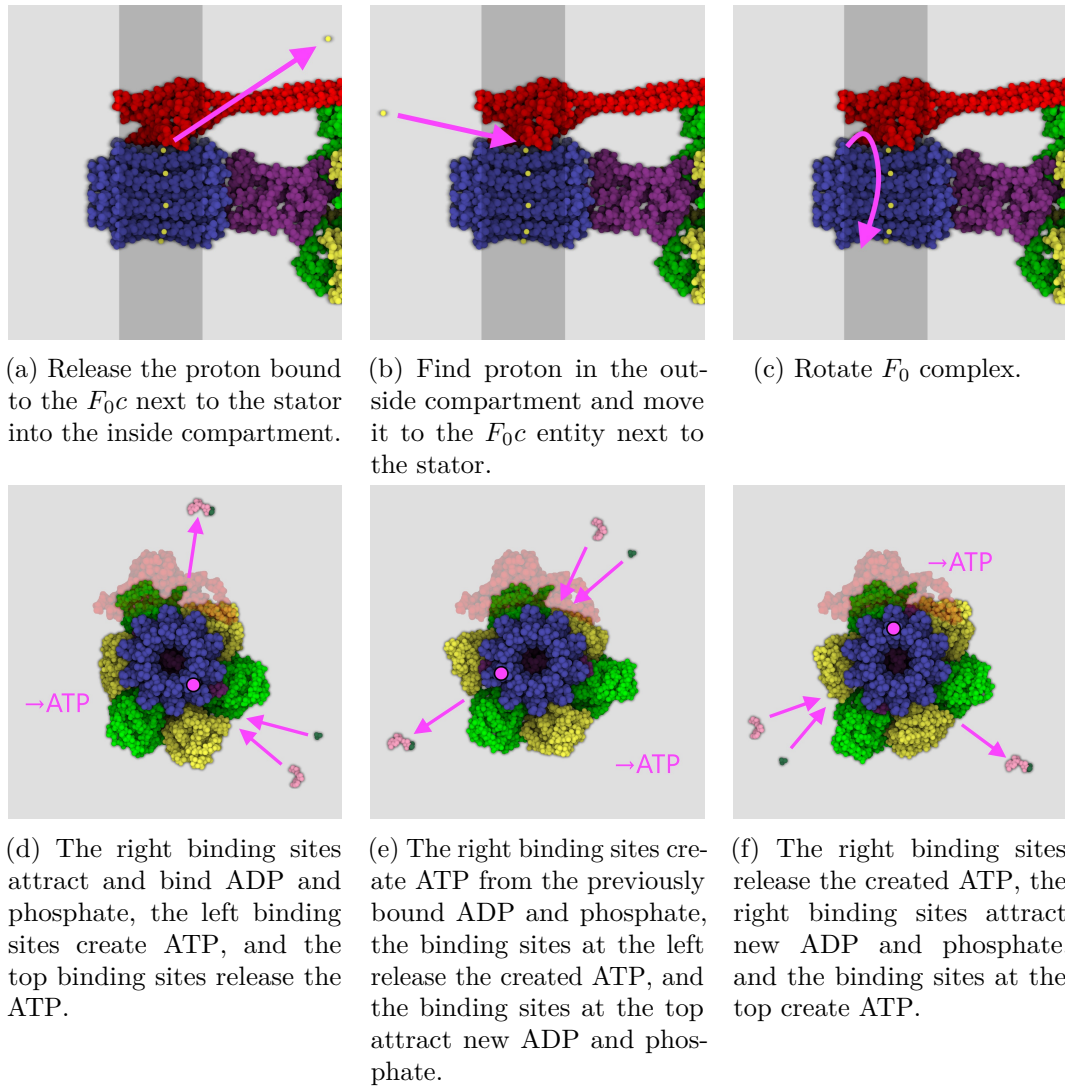 (a) Release the proton bound
to the F₀c next to the stator
into the inside compartment.
(b) Find proton in the out-
side compartment and move
it to the F₀c entity next to
the stator.
(c) Rotate F₀ complex.
→ATP
→ATP
→ATP
(d) The right binding sites
attract and bind ADP and
phosphate, the left binding
sites create ATP, and the
top binding sites release the
ATP.
(e) The right binding sites cre-
ate ATP from the previously
bound ADP and phosphate,
the binding sites at the left
release the created ATP, and
the binding sites at the top
attract new ADP and phos-
phate.
(f) The right binding sites
release the created ATP, the
right binding sites attract
new ADP and phosphate,
and the binding sites at the
top create ATP.